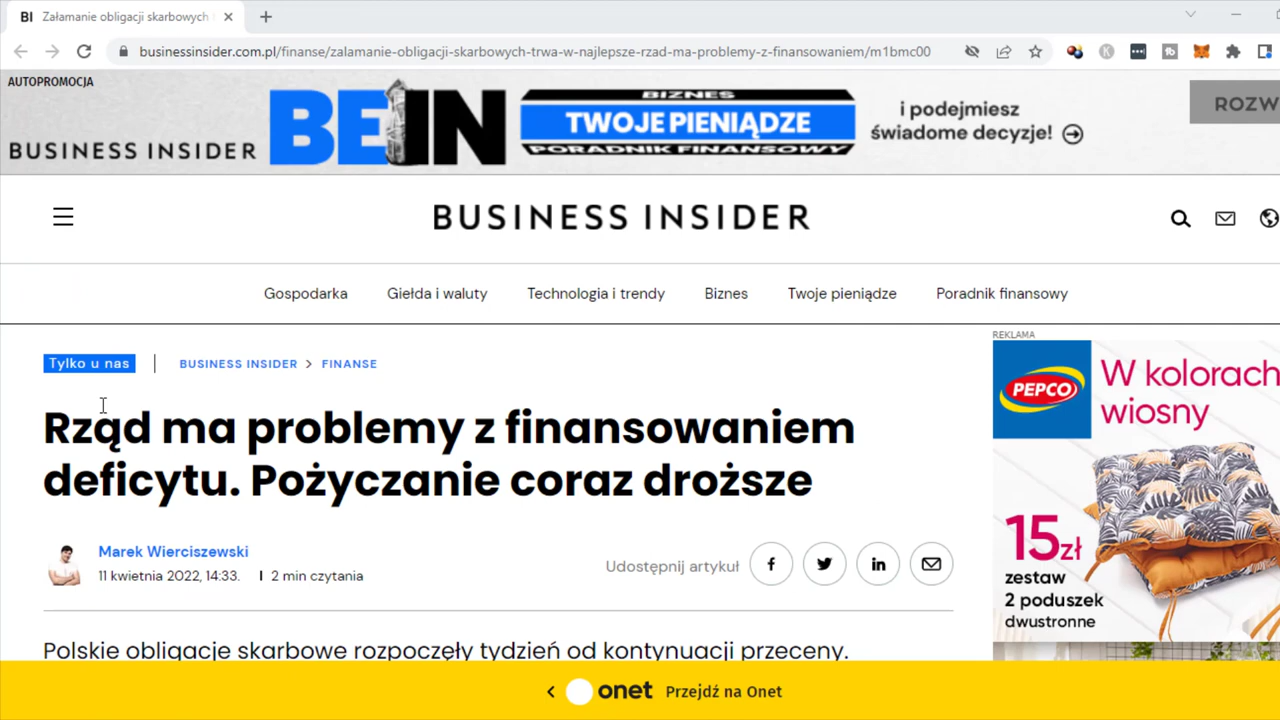 BI Załamanie obligacji skarbowych
businessinsider.com.pl/finanse/zalamanie-obligacji-skarbowych-trwa-w-najlepsze-rzad-ma-problemy-z-finansowaniem/m1bmc00
AUTOPROMOCJA
BUSINESS INSIDER
BE IN
BIZNES
TWOJE PIENIĄDZE
PORADNIK FINANSOWY
i podejmiesz
świadome decyzje!
ROZW
BUSINESS INSIDER
Gospodarka Giełda i waluty Technologia i trendy Biznes Twoje pieniądze Poradnik finansowy
Tylko u nas | BUSINESS INSIDER > FINANSE
Rząd ma problemy z finansowaniem
deficytu. Pożyczanie coraz droższe
Marek Wierciszewski
11 kwietnia 2022, 14:33. | 2 min czytania
Udostępnij artykuł
Polskie obligacje skarbowe rozpoczęły tydzień od kontynuacji przeceny.
REKLAMA
PEPCO
W kolorach
wiosny
15zł
zestaw
2 poduszek
dwustronne
< onet Przejdź na Onet